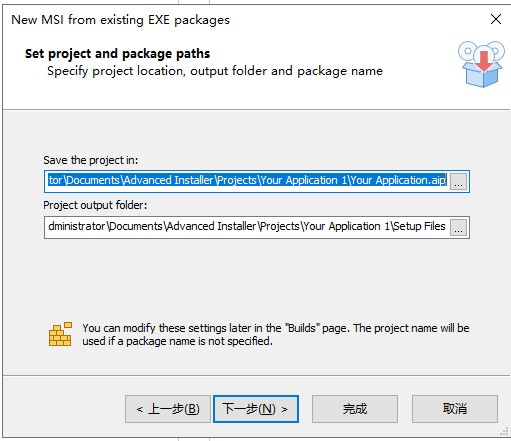 New MSI from existing EXE packages
Set project and package paths
Specify project location, output folder and package name
Save the project in:
tor\Documents\Advanced Installer\Projects\Your Application 1\Your Application.aip
...
Project output folder:
dministrator\Documents\Advanced Installer\Projects\Your Application 1\Setup Files
...
You can modify these settings later in the "Builds" page. The project name will be
used if a package name is not specified.
< 上一步(B) 下一步(N) > 完成 取消